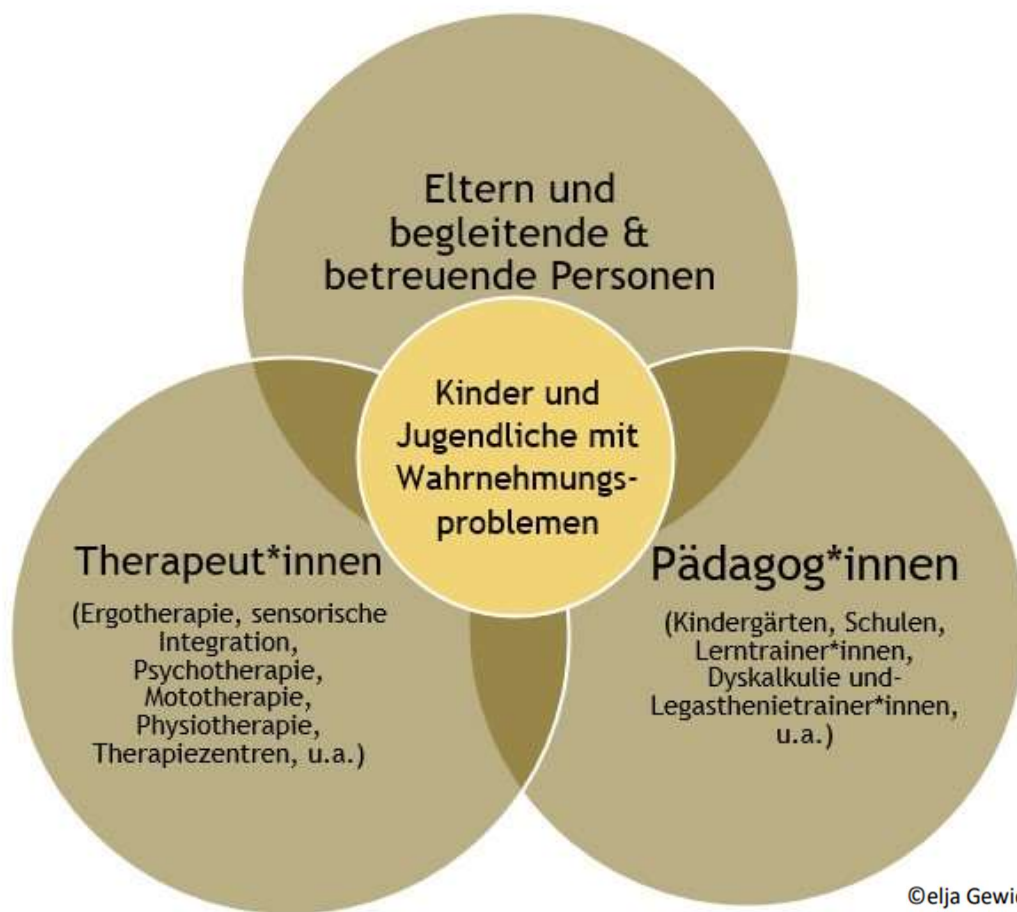 Eltern und
begleitende &
betreuende Personen
Kinder und
Jugendliche mit
Wahrnehmungs-
problemen
Therapeut*innen
(Ergotherapie, sensorische
Integration,
Psychotherapie,
Mototherapie,
Physiotherapie,
Therapiezentren, u.a.)
Pädagog*innen
(Kindergärten, Schulen,
Lerntrainer*innen,
Dyskalkulie und-
Legasthenietrainer*innen,
u.a.)
©elja